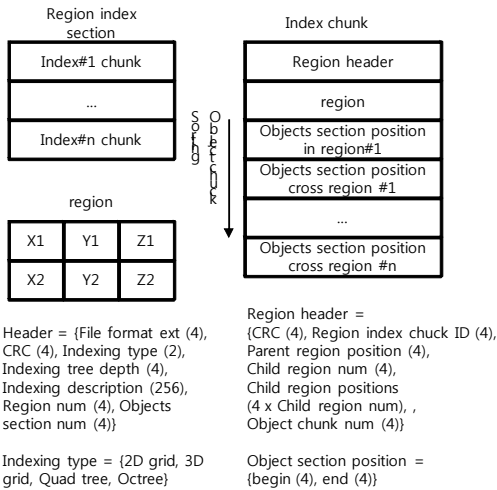 Region index
section
Index#1 chunk
...
Index#n chunk
Sorting
Object
region
X1 Y1 Z1
X2 Y2 Z2
Header = {File format ext (4),
CRC (4), Indexing type (2),
Indexing tree depth (4),
Indexing description (256),
Region num (4), Objects
section num (4)}
Indexing type = {2D grid, 3D
grid, Quad tree, Octree}
Index chunk
Region header
region
Objects section position
in region#1
Objects section position
cross region #1
...
Objects section position
cross region #n
Region header =
{CRC (4), Region index chuck ID (4),
Parent region position (4),
Child region num (4),
Child region positions
(4 x Child region num), ,
Object chunk num (4)}
Object section position =
{begin (4), end (4)}